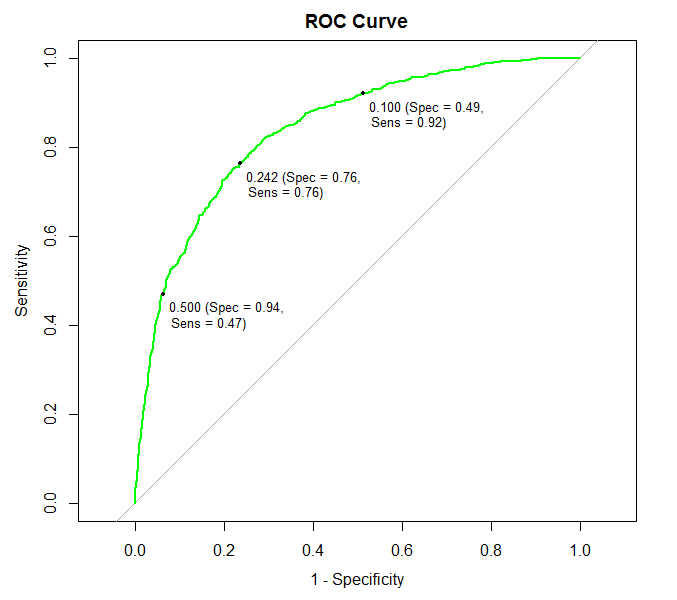 ROC Curve
1.0
0.8
0.6
0.4
0.2
0.0
Sensitivity
0.100 (Spec = 0.49,
Sens = 0.92)
0.242 (Spec = 0.76,
Sens = 0.76)
0.500 (Spec = 0.94,
Sens = 0.47)
0.0 0.2 0.4 0.6 0.8 1.0
1 - Specificity